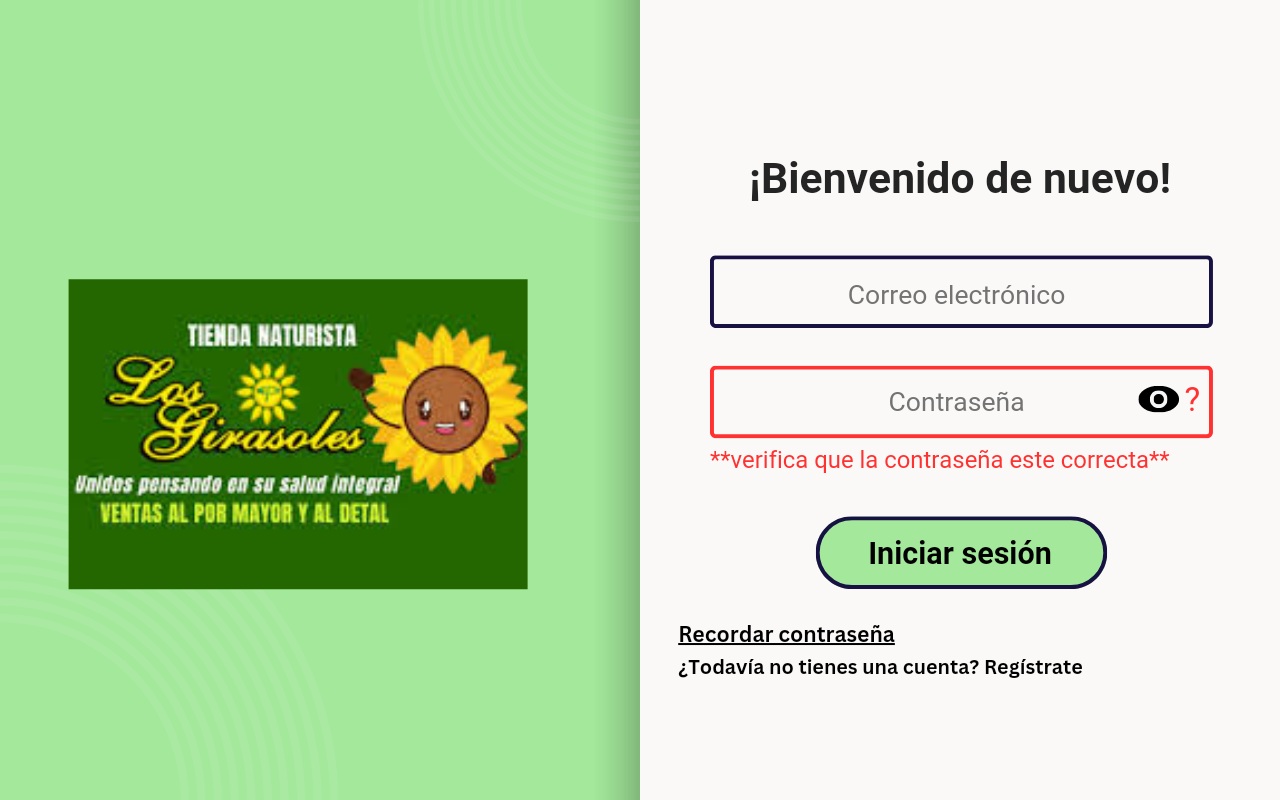 TIENDA NATURISTA
Los
Girasoles
Unidos pensando en su salud integral
VENTAS AL POR MAYOR Y AL DETAL
¡Bienvenido de nuevo!
Correo electrónico
Contraseña ?
**verifica que la contraseña este correcta**
Iniciar sesión
Recordar contraseña
¿Todavía no tienes una cuenta? Regístrate